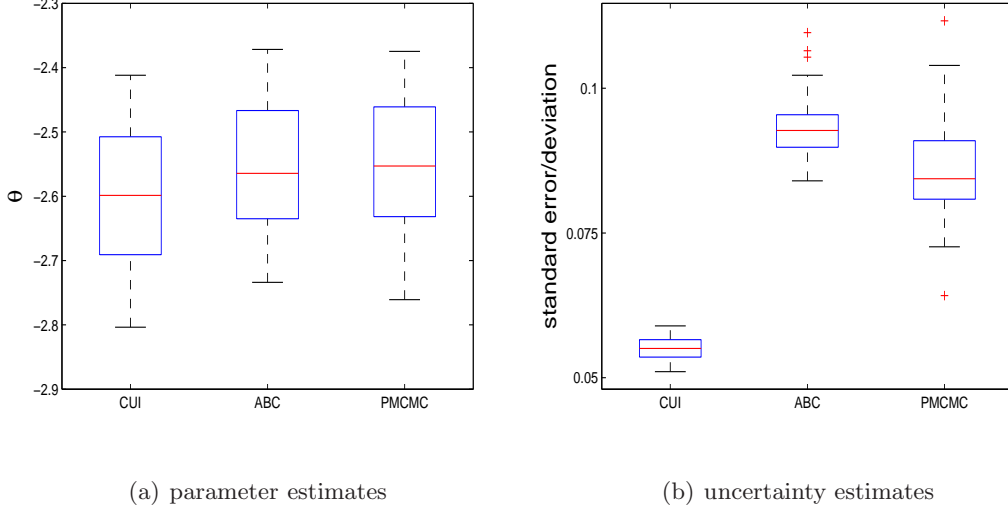 −2.3
−2.4
−2.5
−2.6
−2.7
−2.8
−2.9
θ
CUI ABC PMCMC
(a) parameter estimates
0.1
0.075
0.05
standard error/deviation
CUI ABC PMCMC
(b) uncertainty estimates